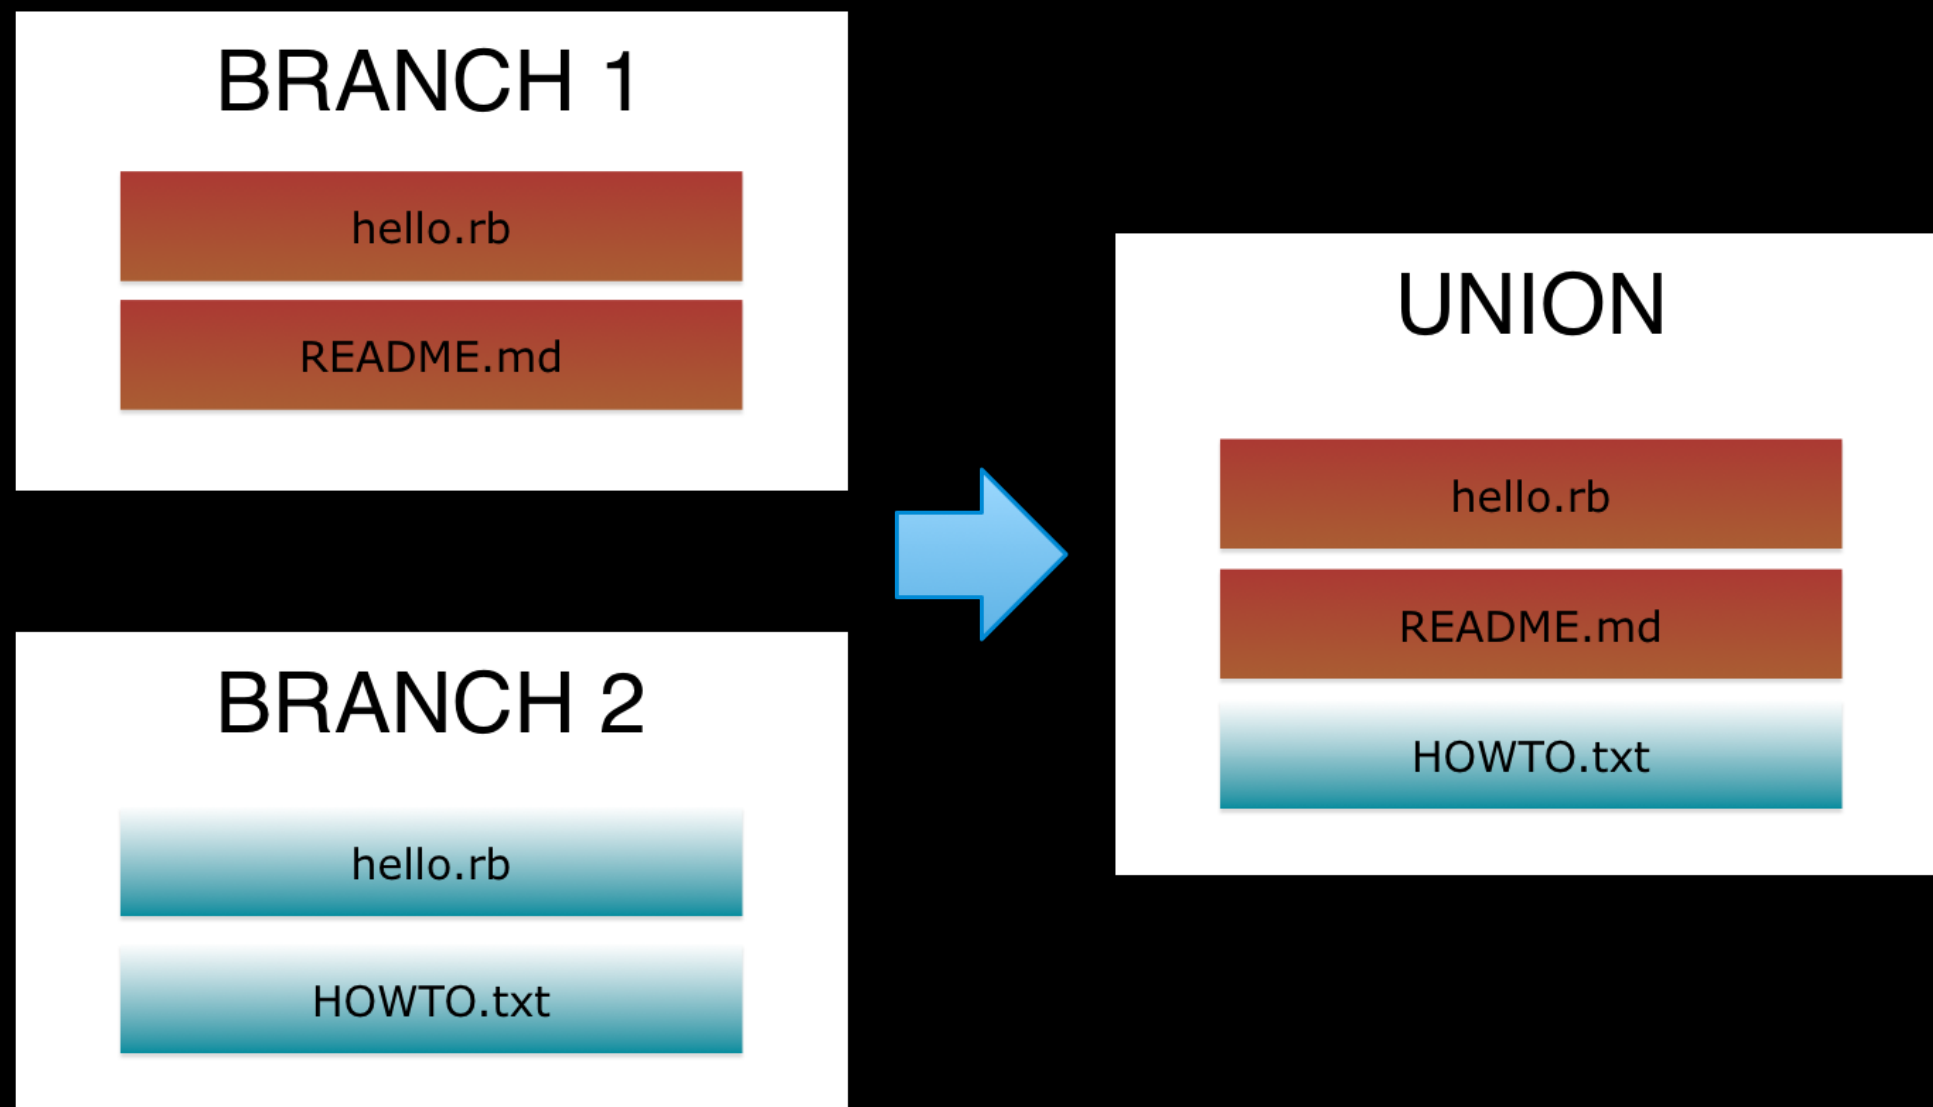 BRANCH 1
hello.rb
README.md
BRANCH 2
hello.rb
HOWTO.txt
UNION
hello.rb
README.md
HOWTO.txt